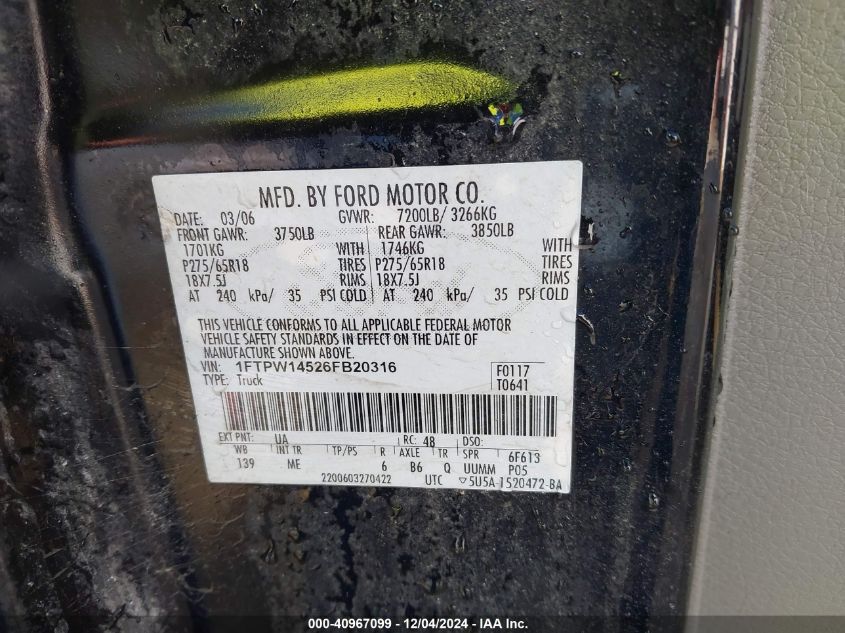 MFD. BY FORD MOTOR CO.
DATE: 03/06 GVWR: 7200LB/ 3266KG
FRONT GAWR: 3750LB REAR GAWR: 3850LB
1701KG WITH 1746KG WITH
P275/65R18 TIRES P275/65R18 TIRES
18X7.5J RIMS 18X7.5J RIMS
AT 240 kPa/ 35 PSI COLD AT 240 kPa/ 35 PSI COLD
THIS VEHICLE CONFORMS TO ALL APPLICABLE FEDERAL MOTOR
VEHICLE SAFETY STANDARDS IN EFFECT ON THE DATE OF
MANUFACTURE SHOWN ABOVE.
VIN: 1FTPW14526FB20316 F0117
TYPE: Truck T0641
EXT PNT: UA RC: 48 DSO:
WB INT TR TP/PS R AXLE TR SPR 6F613
139 ME 6 B6 Q UUMM P05
2200603270422 UTC ▽5U5A-1520472-BA
000-40967099 - 12/04/2024 - IAAI Inc.